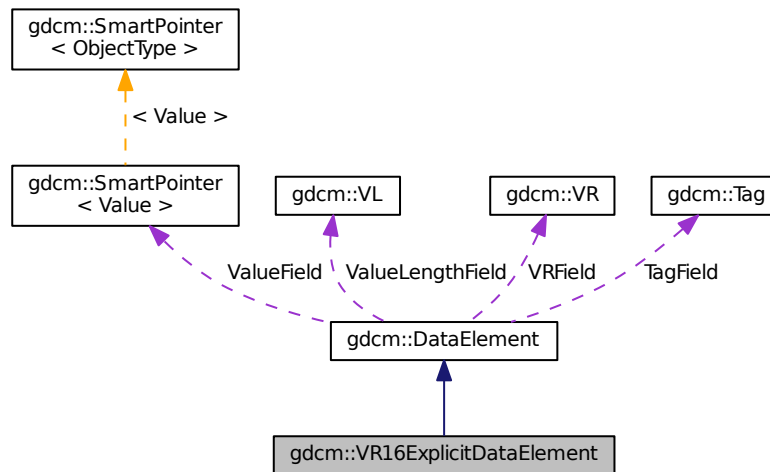 gdcm::SmartPointer
< ObjectType >
< Value >
gdcm::SmartPointer
< Value >
gdcm::VL
gdcm::VR
gdcm::Tag
ValueField
ValueLengthField
VRField
TagField
gdcm::DataElement
gdcm::VR16ExplicitDataElement